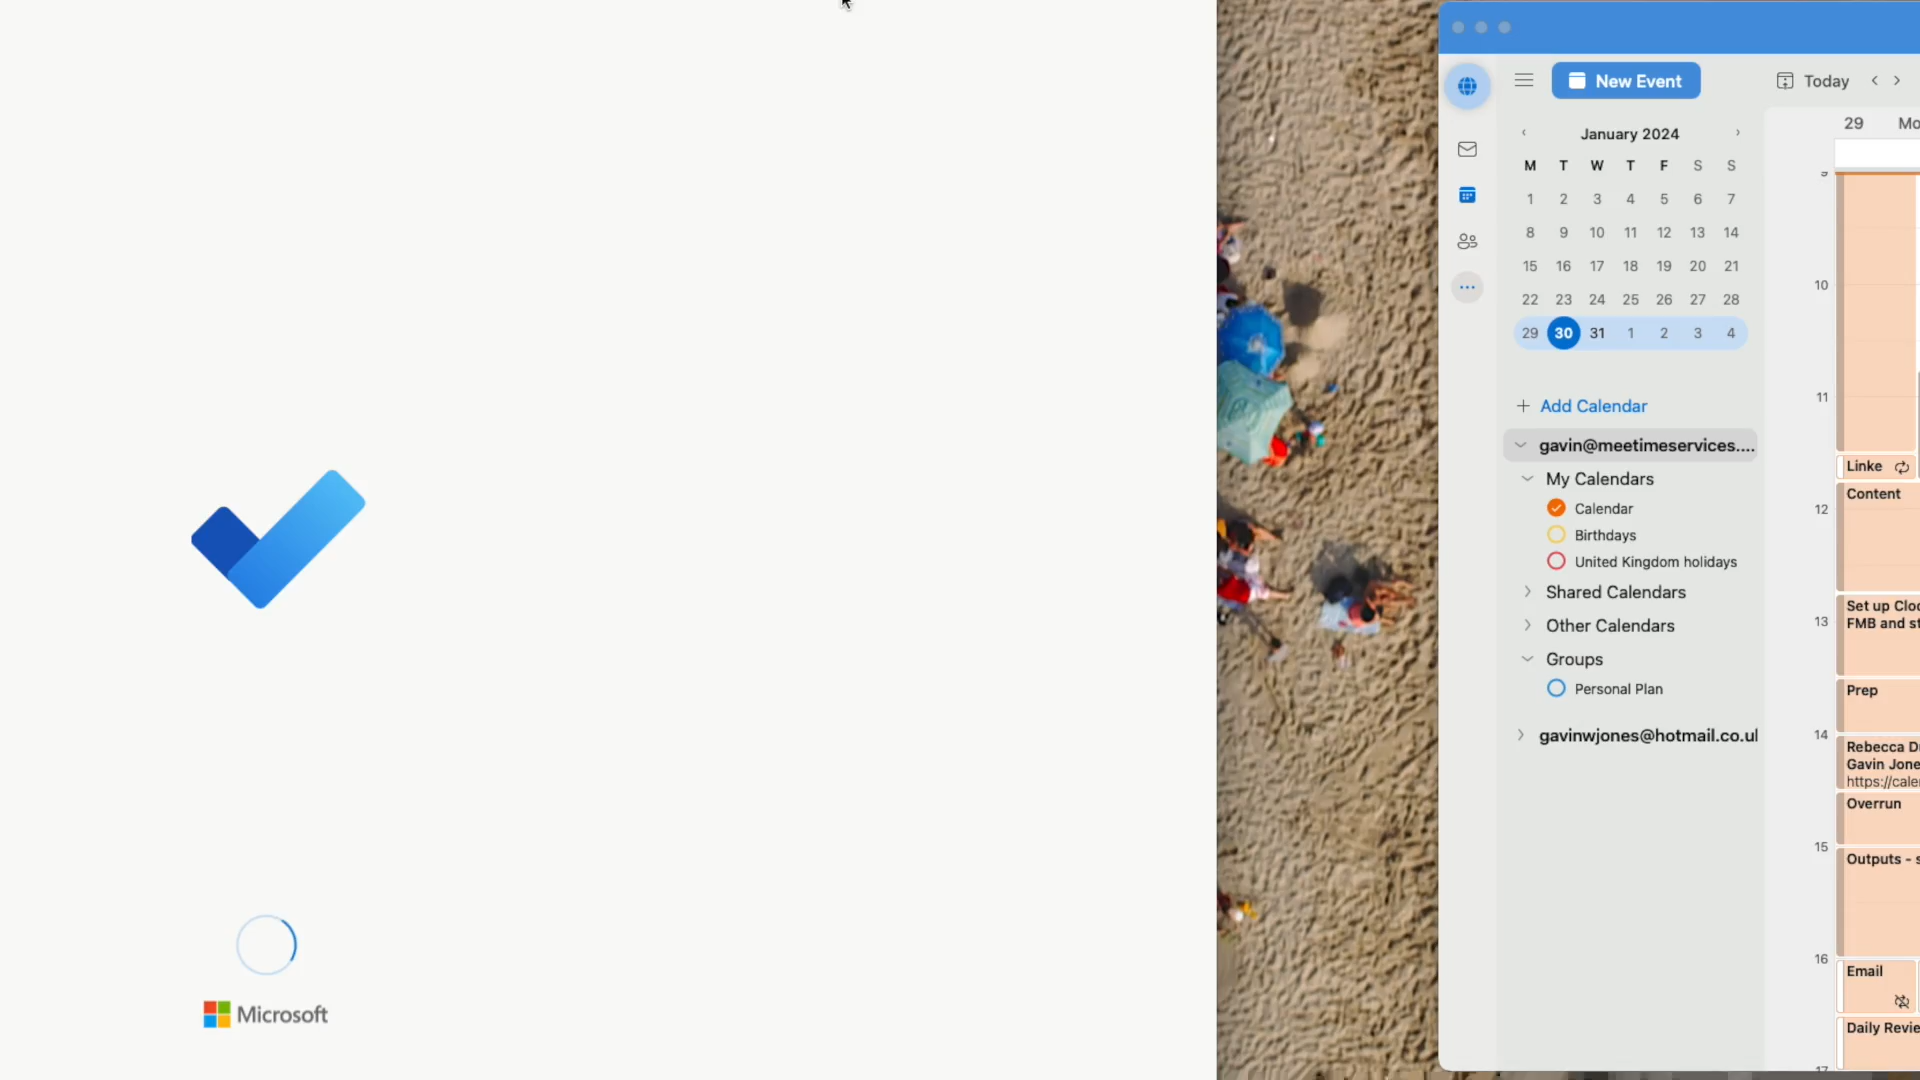 Microsoft
New Event
Today
January 2024
M T W T F S S
1 2 3 4 5 6 7
8 9 10 11 12 13 14
15 16 17 18 19 20 21
22 23 24 25 26 27 28
29 30 31 1 2 3 4
+ Add Calendar
gavin@meetimeservices....
My Calendars
Calendar
Birthdays
United Kingdom holidays
Shared Calendars
Other Calendars
Groups
Personal Plan
gavinwjones@hotmail.co.ul
29 Mo
10
11
Linke
Content
12
Set up Cloc
FMB and st
13
Prep
14
Rebecca D
Gavin Jone
https://cale
Overrun
15
Outputs - s
16
Email
Daily Revie